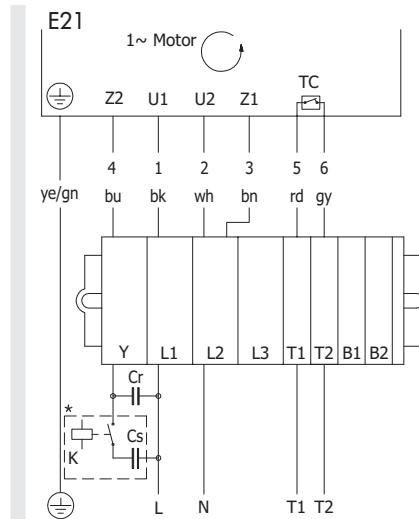 E21
1~ Motor
TC
Z2 U1 U2 Z1
4 1 2 3 5 6
ye/gn bu bk wh bn rd gy
Y L1 L2 L3 T1 T2 B1 B2
Cr
*
K Cs
L N T1 T2